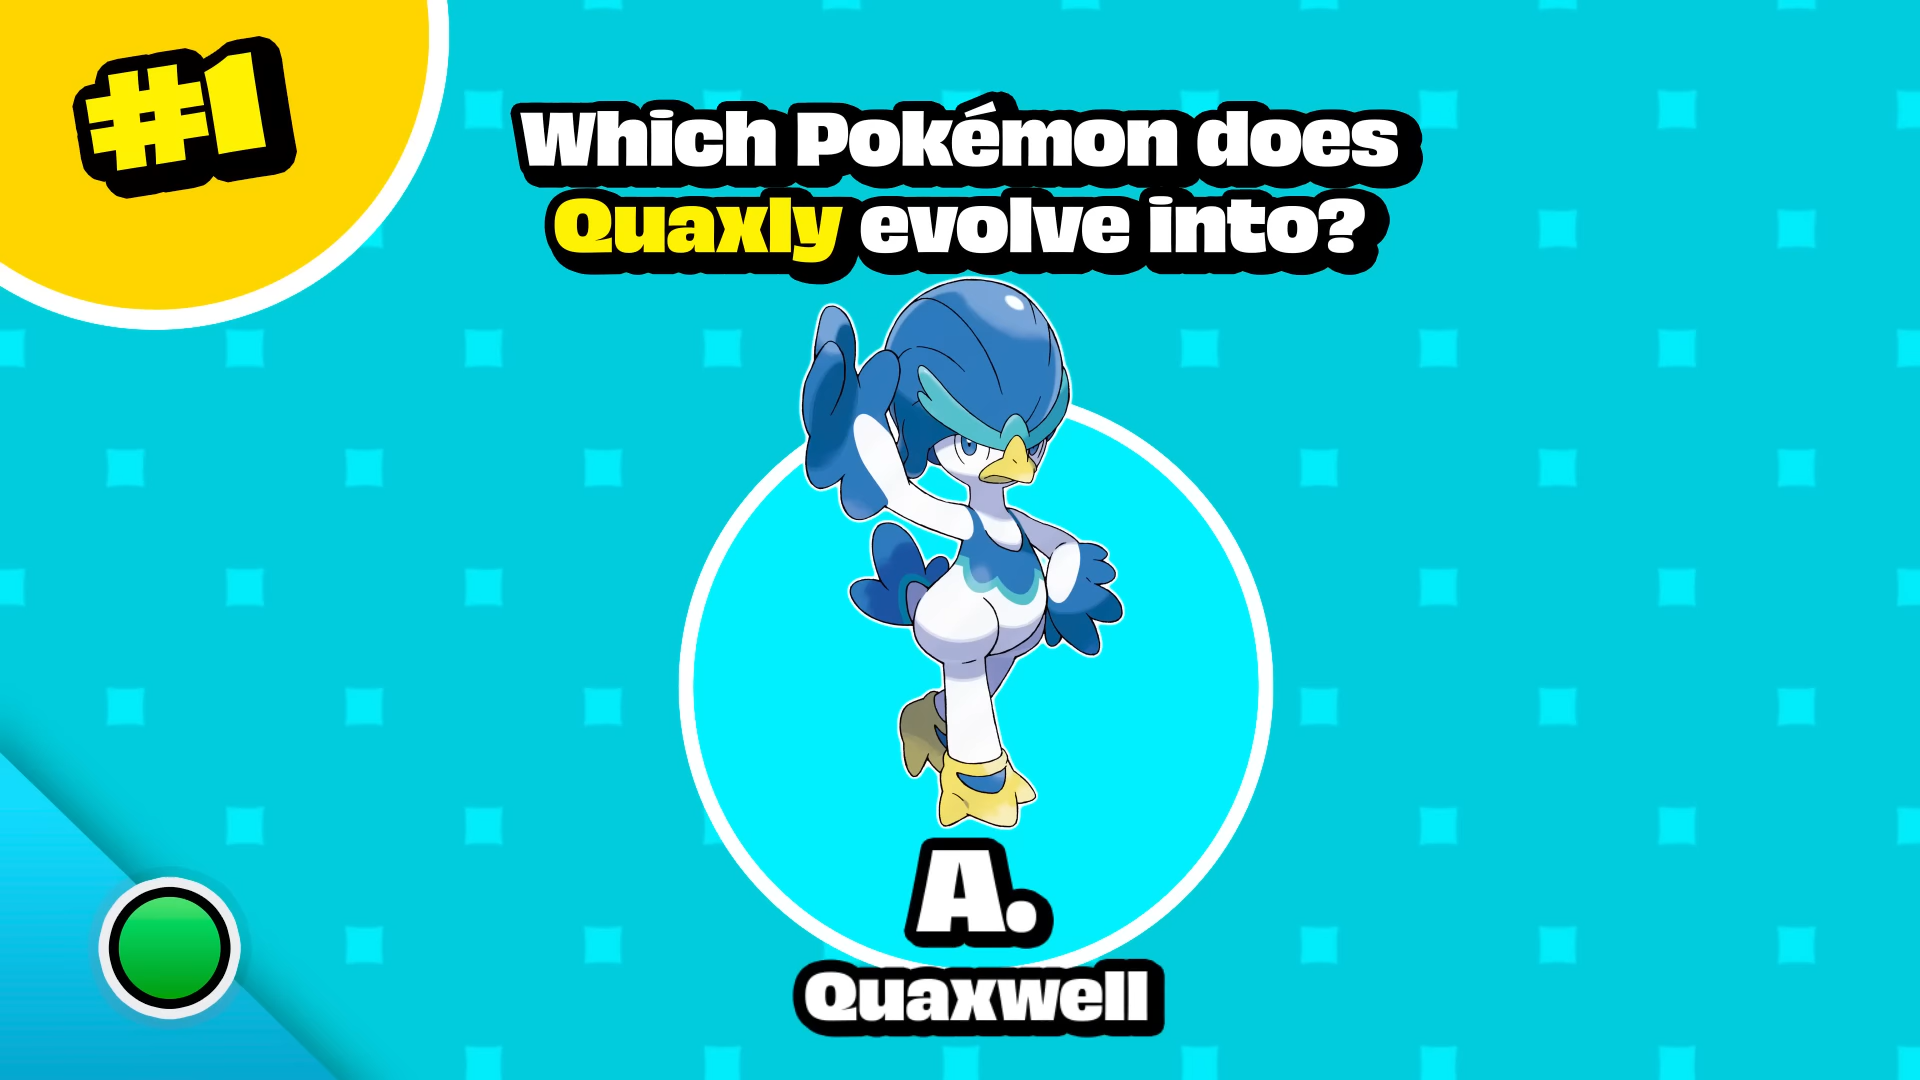 #1
Which Pokémon does
Quaxly evolve into?
A.
Quaxwell